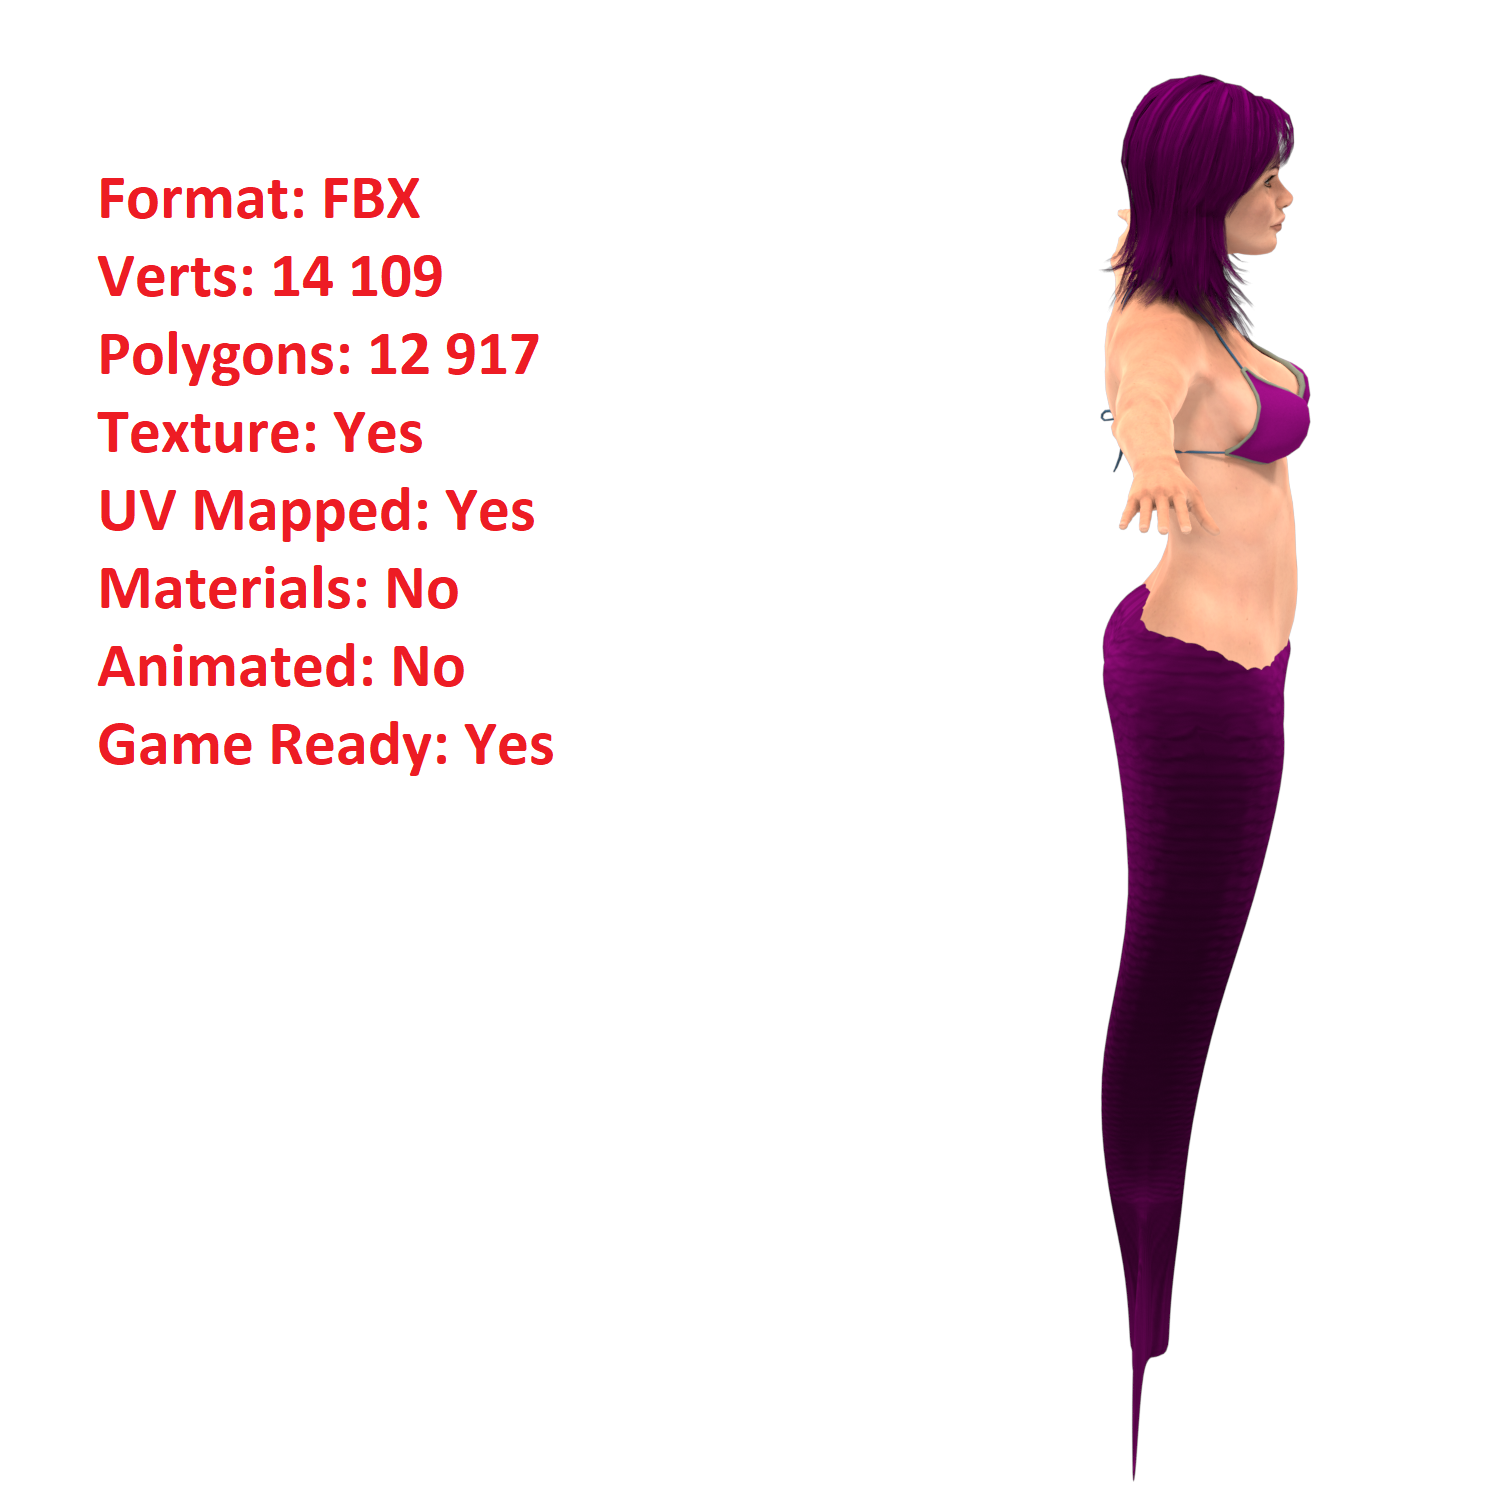 Format: FBX
Verts: 14 109
Polygons: 12 917
Texture: Yes
UV Mapped: Yes
Materials: No
Animated: No
Game Ready: Yes